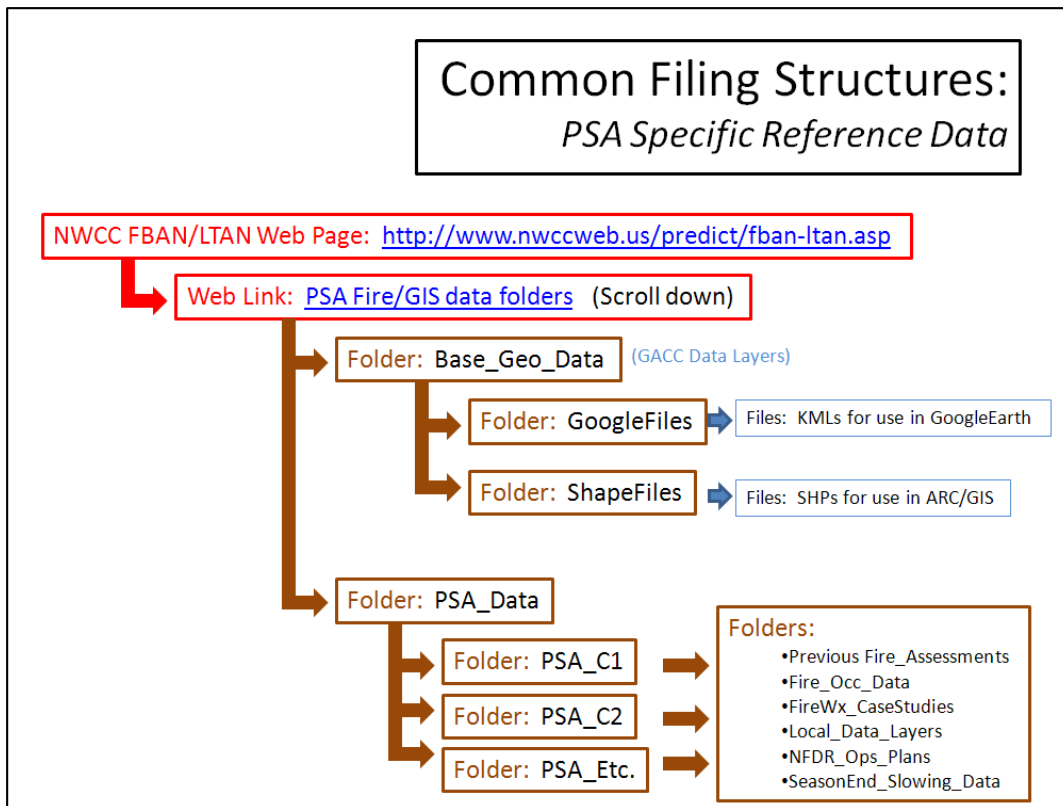 Common Filing Structures:
PSA Specific Reference Data
NWCC FBAN/LTAN Web Page: http://www.nwccweb.us/predict/fban-ltan.asp
Web Link: PSA Fire/GIS data folders (Scroll down)
Folder: Base_Geo_Data
(GACC Data Layers)
Folder: GoogleFiles
Files: KMLs for use in GoogleEarth
Folder: ShapeFiles
Files: SHPs for use in ARC/GIS
Folder: PSA_Data
Folder: PSA_C1
Folder: PSA_C2
Folder: PSA_Etc.
Folders:
•Previous Fire_Assessments
•Fire_Occ_Data
•FireWx_CaseStudies
•Local_Data_Layers
•NFDR_Ops_Plans
•SeasonEnd_Slowing_Data